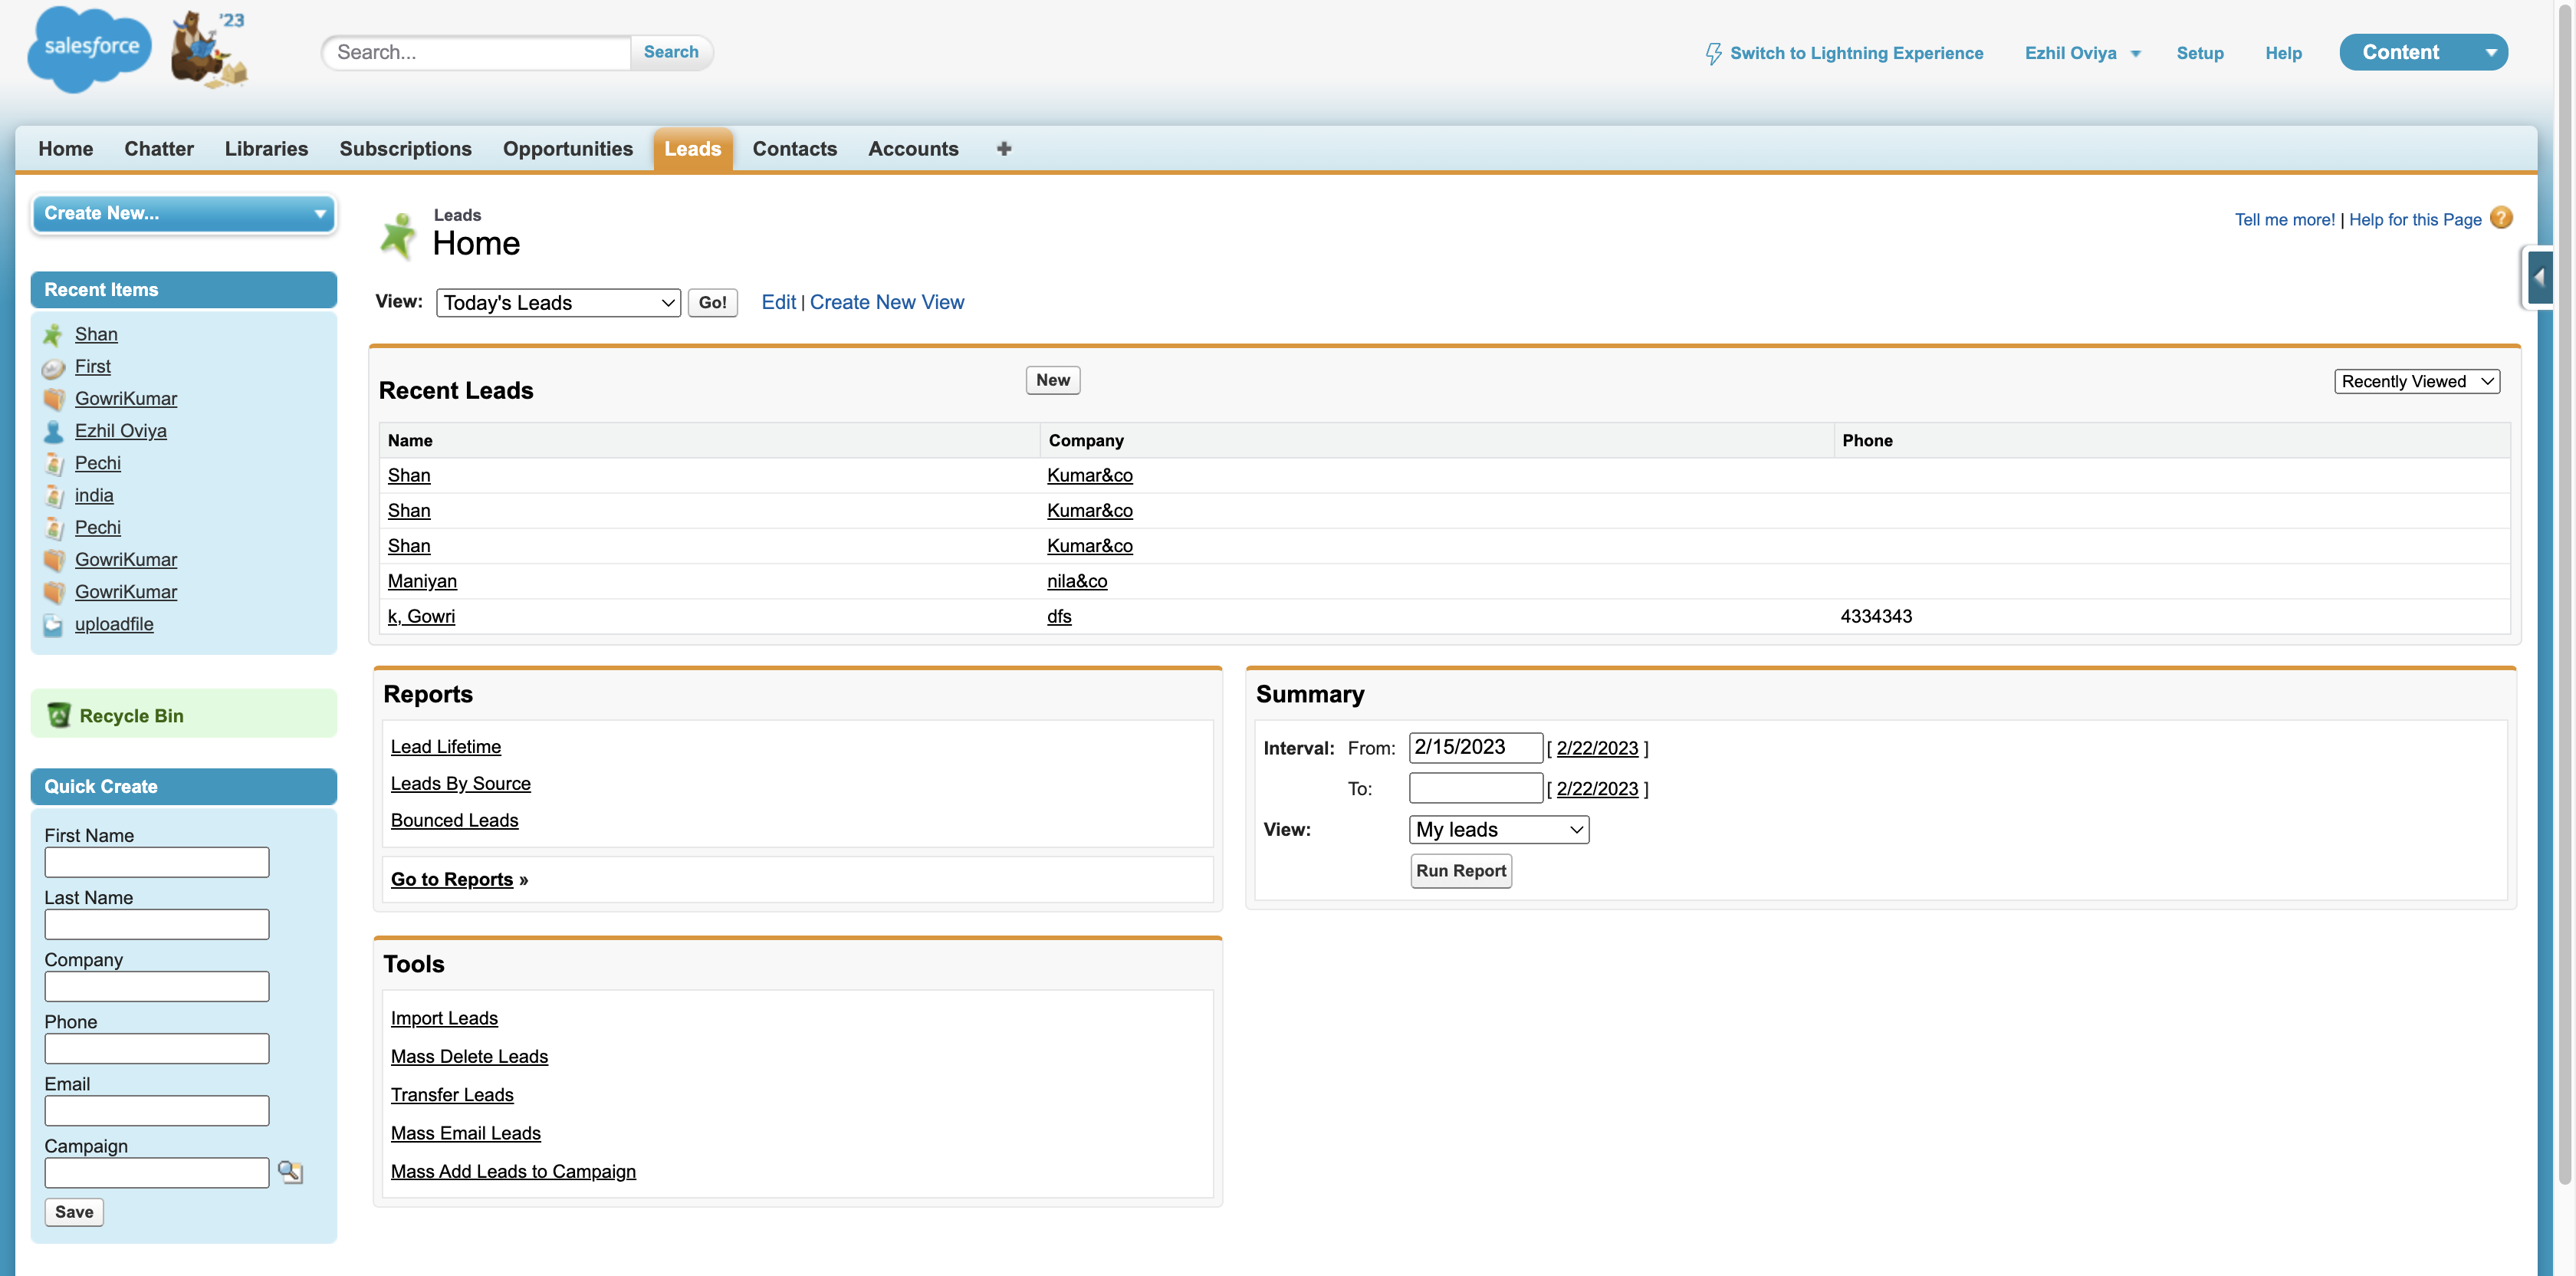 salesforce
'23
Search...
Search
Switch to Lightning Experience
Ezhil Oviya
Setup
Help
Content
Home
Chatter
Libraries
Subscriptions
Opportunities
Leads
Contacts
Accounts
+
Create New...
Recent Items
Shan
First
GowriKumar
Ezhil Oviya
Pechi
india
Pechi
GowriKumar
GowriKumar
uploadfile
Recycle Bin
Quick Create
First Name
Last Name
Company
Phone
Email
Campaign
Save
Leads
Home
Tell me more! | Help for this Page ?
View: Today's Leads Go! Edit | Create New View
Recent Leads
New
Recently Viewed
Name Company Phone
Shan Kumar&co
Shan Kumar&co
Shan Kumar&co
Maniyan nila&co
k, Gowri dfs 4334343
Reports
Lead Lifetime
Leads By Source
Bounced Leads
Go to Reports »
Summary
Interval: From: 2/15/2023 [ 2/22/2023 ]
To: [ 2/22/2023 ]
View: My leads
Run Report
Tools
Import Leads
Mass Delete Leads
Transfer Leads
Mass Email Leads
Mass Add Leads to Campaign